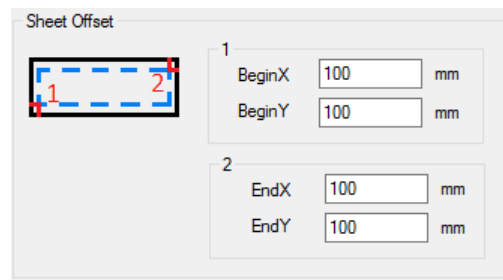 Sheet Offset
1
2
1
BeginX 100 mm
BeginY 100 mm
2
EndX 100 mm
EndY 100 mm